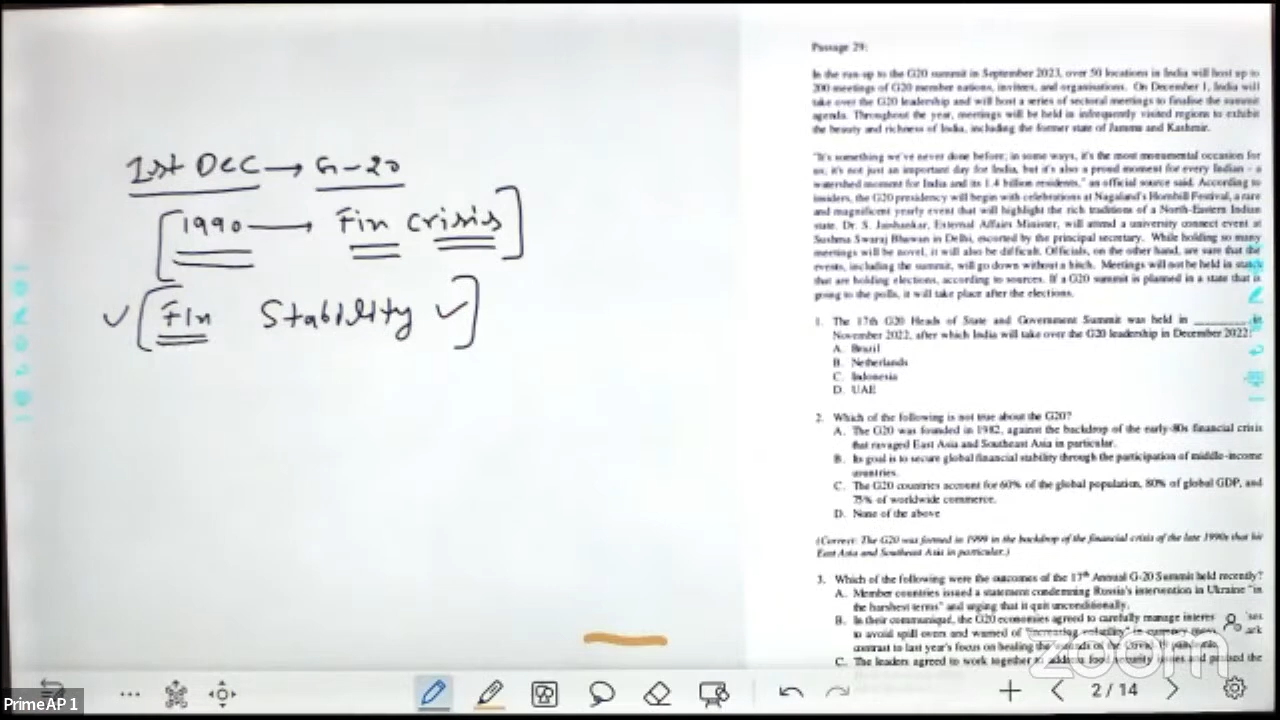 1st DEC → G-20
[1990 → Fin crisis]
✓ [Fin Stability ✓]
Passage 29:
In the run-up to the G20 summit in September 2023, over 50 locations in India will host up to
200 meetings of G20 member nations, invitees, and organisations. On December 1, India will
take over the G20 leadership and will host a series of sectoral meetings to finalise the summit
agenda. Throughout the year, meetings will be held in infrequently visited regions to exhibit
the beauty and richness of India, including the former state of Jammu and Kashmir.
"It's something we've never done before; in some ways, it's the most monumental occasion for
us; it's not just an important day for India, but it's also a proud moment for every Indian - a
watershed moment for India and its 1.4 billion residents," an official source said. According to
insiders, the G20 presidency will begin with celebrations at Nagaland's Hornbill Festival, a rare
and magnificent yearly event that will highlight the rich traditions of a North-Eastern Indian
state. Dr. S. Jaishankar, External Affairs Minister, will attend a university connect event at
Sushma Swaraj Bhawan in Delhi, escorted by the principal secretary. While holding so many
meetings will be novel, it will also be difficult. Officials, on the other hand, are sure that the
events, including the summit, will go down without a hitch. Meetings will not be held in states
that are holding elections, according to sources. If a G20 summit is planned in a state that is
going to the polls, it will take place after the elections.
1. The 17th G20 Heads of State and Government Summit was held in ________ in
November 2022, after which India will take over the G20 leadership in December 2022:
A. Brazil
B. Netherlands
C. Indonesia
D. UAE
2. Which of the following is not true about the G20?
A. The G20 was founded in 1982, against the backdrop of the early-80s financial crisis
that ravaged East Asia and Southeast Asia in particular.
B. Its goal is to secure global financial stability through the participation of middle-income
countries.
C. The G20 countries account for 60% of the global population, 80% of global GDP, and
75% of worldwide commerce.
D. None of the above
(Correct: The G20 was formed in 1999 in the backdrop of the financial crisis of the late 1990s that hit
East Asia and Southeast Asia in particular.)
3. Which of the following were the outcomes of the 17th Annual G-20 Summit held recently?
A. Member countries issued a statement condemning Russia's intervention in Ukraine "in
the harshest terms" and urging that it quit unconditionally.
B. In their communiqué, the G20 economies agreed to carefully manage interes
to avoid spill overs and warned of "increasing volatility" in currency
contrast to last year's focus on healing the wounds of the Covid-19 pandemic.
C. The leaders agreed to work together to address food security and praised the
zoom
2 / 14
PrimeAP 1